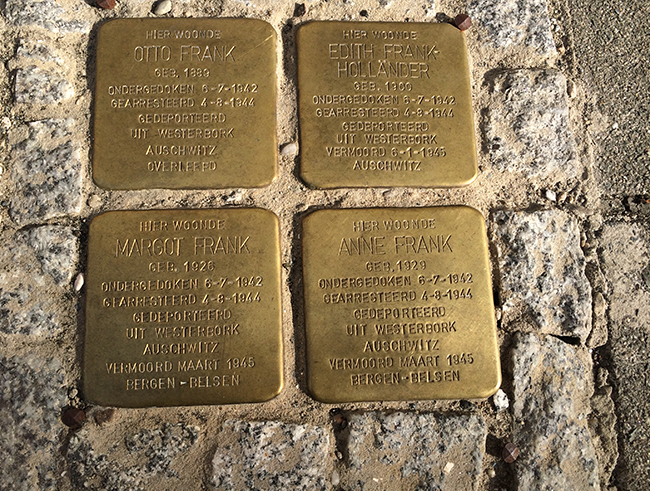 HIER WOONDE
OTTO FRANK
GEB. 1889
ONDERGEDOKEN 6-7-1942
GEARRESTEERD 4-8-1944
GEDEPORTEERD
UIT WESTERBORK
AUSCHWITZ
OVERLEEFD
HIER WOONDE
EDITH FRANK-
HOLLÄNDER
GEB. 1900
ONDERGEDOKEN 6-7-1942
GEARRESTEERD 4-8-1944
GEDEPORTEERD
UIT WESTERBORK
VERMOORD 6-1-1945
AUSCHWITZ
HIER WOONDE
MARGOT FRANK
GEB. 1926
ONDERGEDOKEN 6-7-1942
GEARRESTEERD 4-8-1944
GEDEPORTEERD
UIT WESTERBORK
AUSCHWITZ
VERMOORD MAART 1945
BERGEN-BELSEN
HIER WOONDE
ANNE FRANK
GEB. 1929
ONDERGEDOKEN 6-7-1942
GEARRESTEERD 4-8-1944
GEDEPORTEERD
UIT WESTERBORK
AUSCHWITZ
VERMOORD MAART 1945
BERGEN-BELSEN